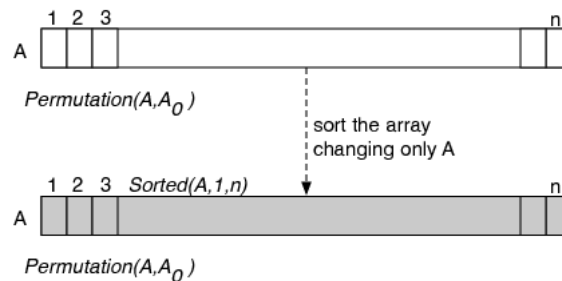 1 2 3 n
A
Permutation(A,A0 )
sort the array
changing only A
1 2 3 Sorted(A,1,n) n
A
Permutation(A,A0 )